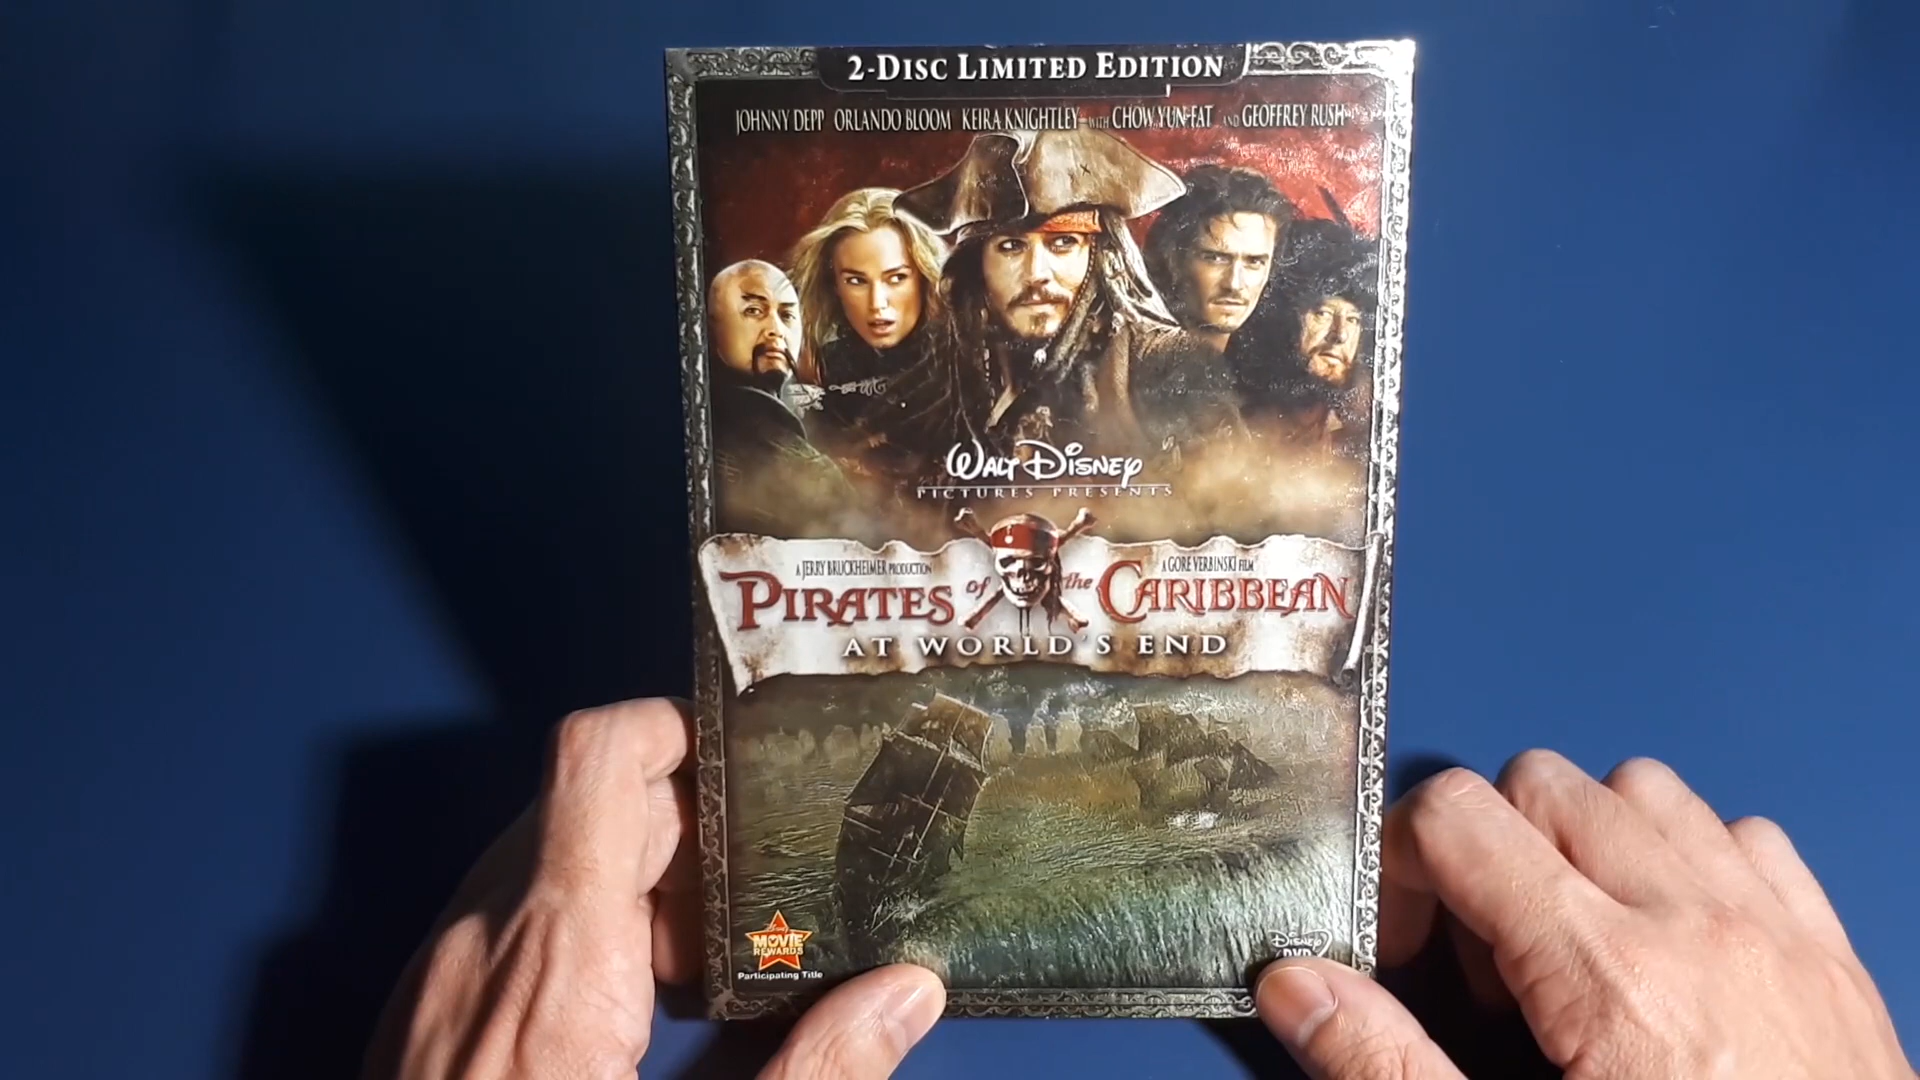 2-DISC LIMITED EDITION
JOHNNY DEPP ORLANDO BLOOM KEIRA KNIGHTLEY WITH CHOW YUN-FAT AND GEOFFREY RUSH
WALT DISNEY
PICTURES PRESENTS
A JERRY BRUCKHEIMER PRODUCTION
A GORE VERBINSKI FILM
PIRATES of the CARIBBEAN
AT WORLD'S END
Disney
MOVIE
REWARDS
Participating Title
DISNEY
DVD